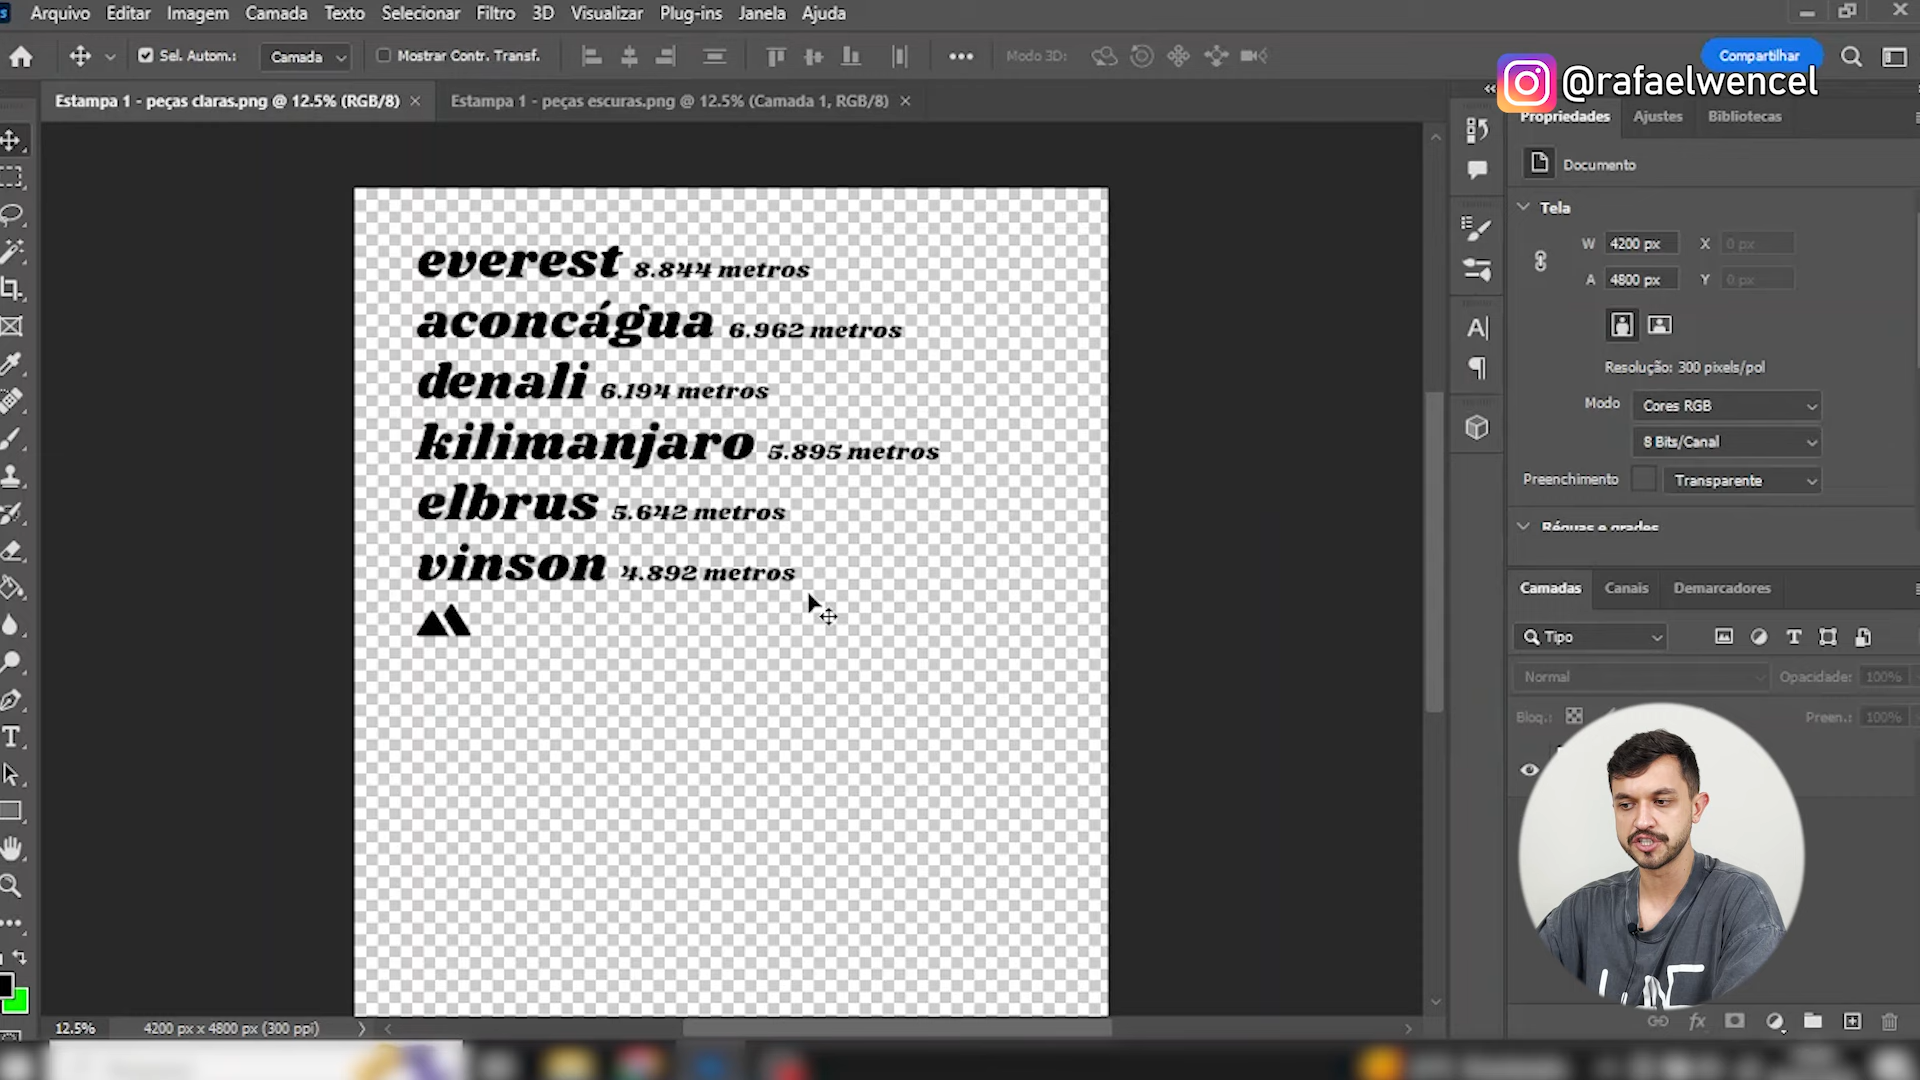 Arquivo Editar Imagem Camada Texto Selecionar Filtro 3D Visualizar Plug-ins Janela Ajuda
Sel. Autom.: Camada Mostrar Contr. Transf. Modo 3D: Compartilhar
@rafaelwencel
Estampa 1 - peças claras.png @ 12.5% (RGB/8) × Estampa 1 - peças escuras.png @ 12.5% (Camada 1, RGB/8) ×
Propriedades Ajustes Bibliotecas
Documento
Tela
W 4200 px X 0 px
A 4800 px Y 0 px
Resolução: 300 pixels/pol
Modo Cores RGB
8 Bits/Canal
Preenchimento Transparente
Réguas e grades
Camadas Canais Demarcadores
Tipo
Normal Opacidade: 100%
Bloq.: Preen.: 100%
everest 8.844 metros
aconcágua 6.962 metros
denali 6.194 metros
kilimanjaro 5.895 metros
elbrus 5.642 metros
vinson 4.892 metros
12.5% 4200 px x 4800 px (300 ppi)